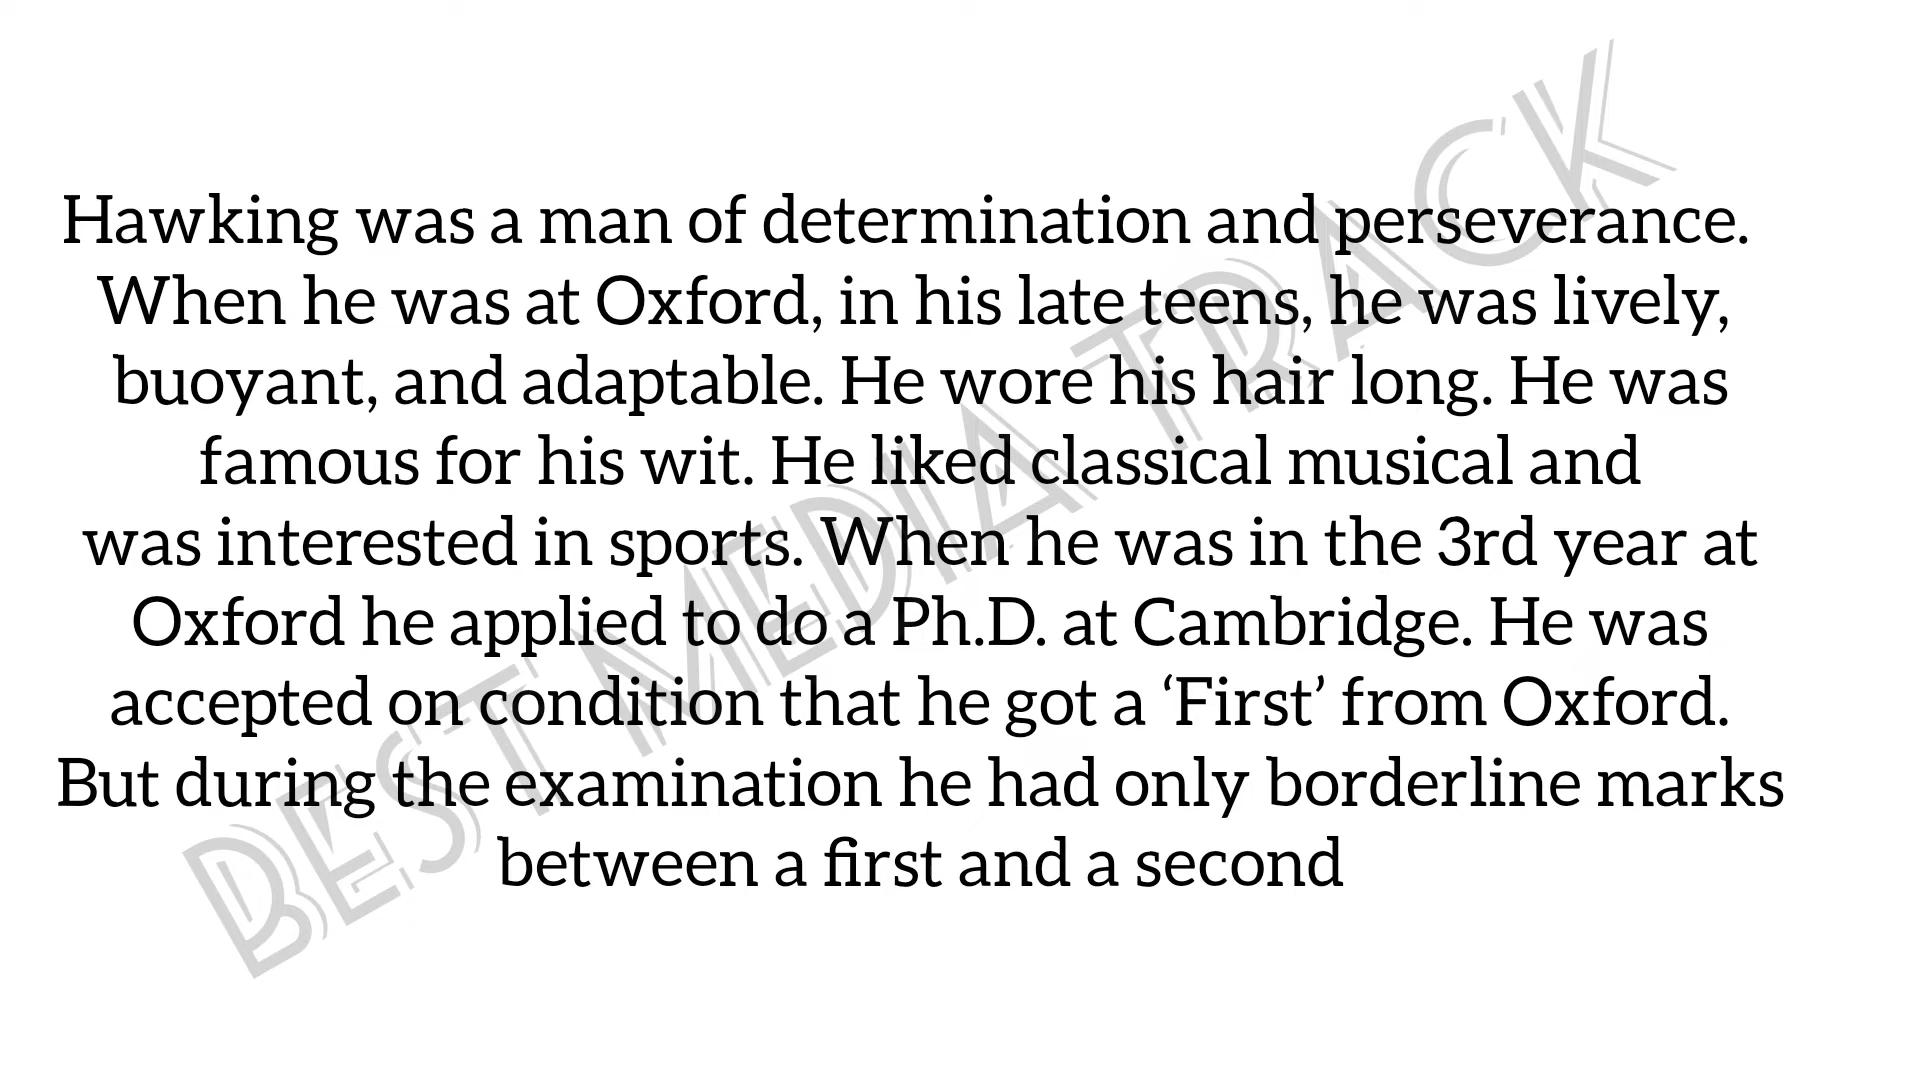 Hawking was a man of determination and perseverance.
When he was at Oxford, in his late teens, he was lively,
buoyant, and adaptable. He wore his hair long. He was
famous for his wit. He liked classical musical and
was interested in sports. When he was in the 3rd year at
Oxford he applied to do a Ph.D. at Cambridge. He was
accepted on condition that he got a ‘First’ from Oxford.
But during the examination he had only borderline marks
between a first and a second
BEST MEDIA TRACK